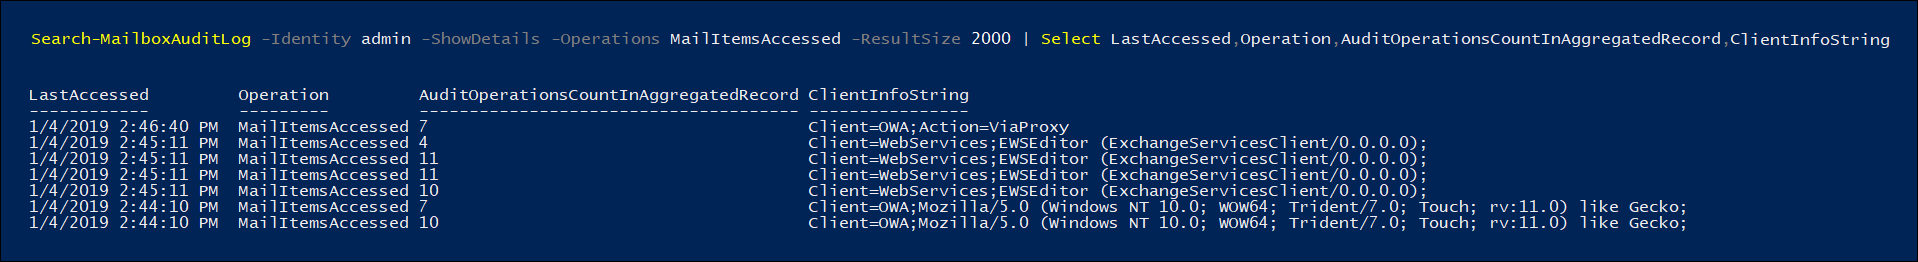 Search-MailboxAuditLog -Identity admin -ShowDetails -Operations MailItemsAccessed -ResultSize 2000 | Select LastAccessed,Operation,AuditOperationsCountInAggregatedRecord,ClientInfoString
LastAccessed Operation AuditOperationsCountInAggregatedRecord ClientInfoString
------------ --------- -------------------------------------- ----------------
1/4/2019 2:46:40 PM MailItemsAccessed 7 Client=OWA;Action=ViaProxy
1/4/2019 2:45:11 PM MailItemsAccessed 4 Client=WebServices;EWSEditor (ExchangeServicesClient/0.0.0.0);
1/4/2019 2:45:11 PM MailItemsAccessed 11 Client=WebServices;EWSEditor (ExchangeServicesClient/0.0.0.0);
1/4/2019 2:45:11 PM MailItemsAccessed 11 Client=WebServices;EWSEditor (ExchangeServicesClient/0.0.0.0);
1/4/2019 2:45:11 PM MailItemsAccessed 10 Client=WebServices;EWSEditor (ExchangeServicesClient/0.0.0.0);
1/4/2019 2:44:10 PM MailItemsAccessed 7 Client=OWA;Mozilla/5.0 (Windows NT 10.0; WOW64; Trident/7.0; Touch; rv:11.0) like Gecko;
1/4/2019 2:44:10 PM MailItemsAccessed 10 Client=OWA;Mozilla/5.0 (Windows NT 10.0; WOW64; Trident/7.0; Touch; rv:11.0) like Gecko;